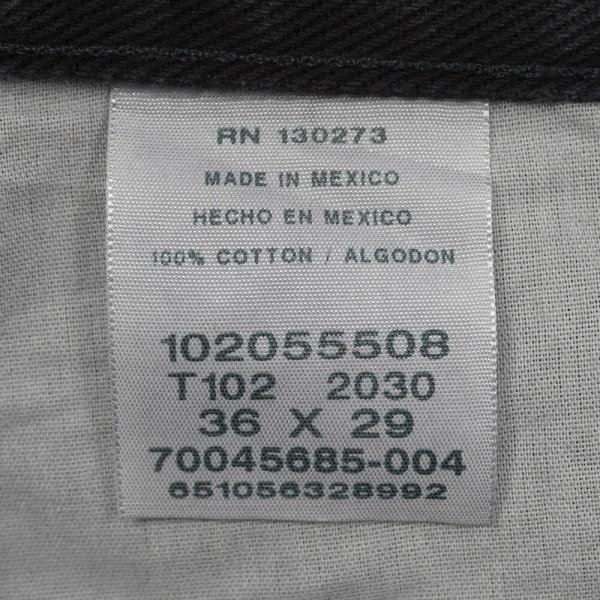 RN 130273
MADE IN MEXICO
HECHO EN MEXICO
100% COTTON / ALGODON
102055508
T102 2030
36 X 29
70045685-004
651056328992